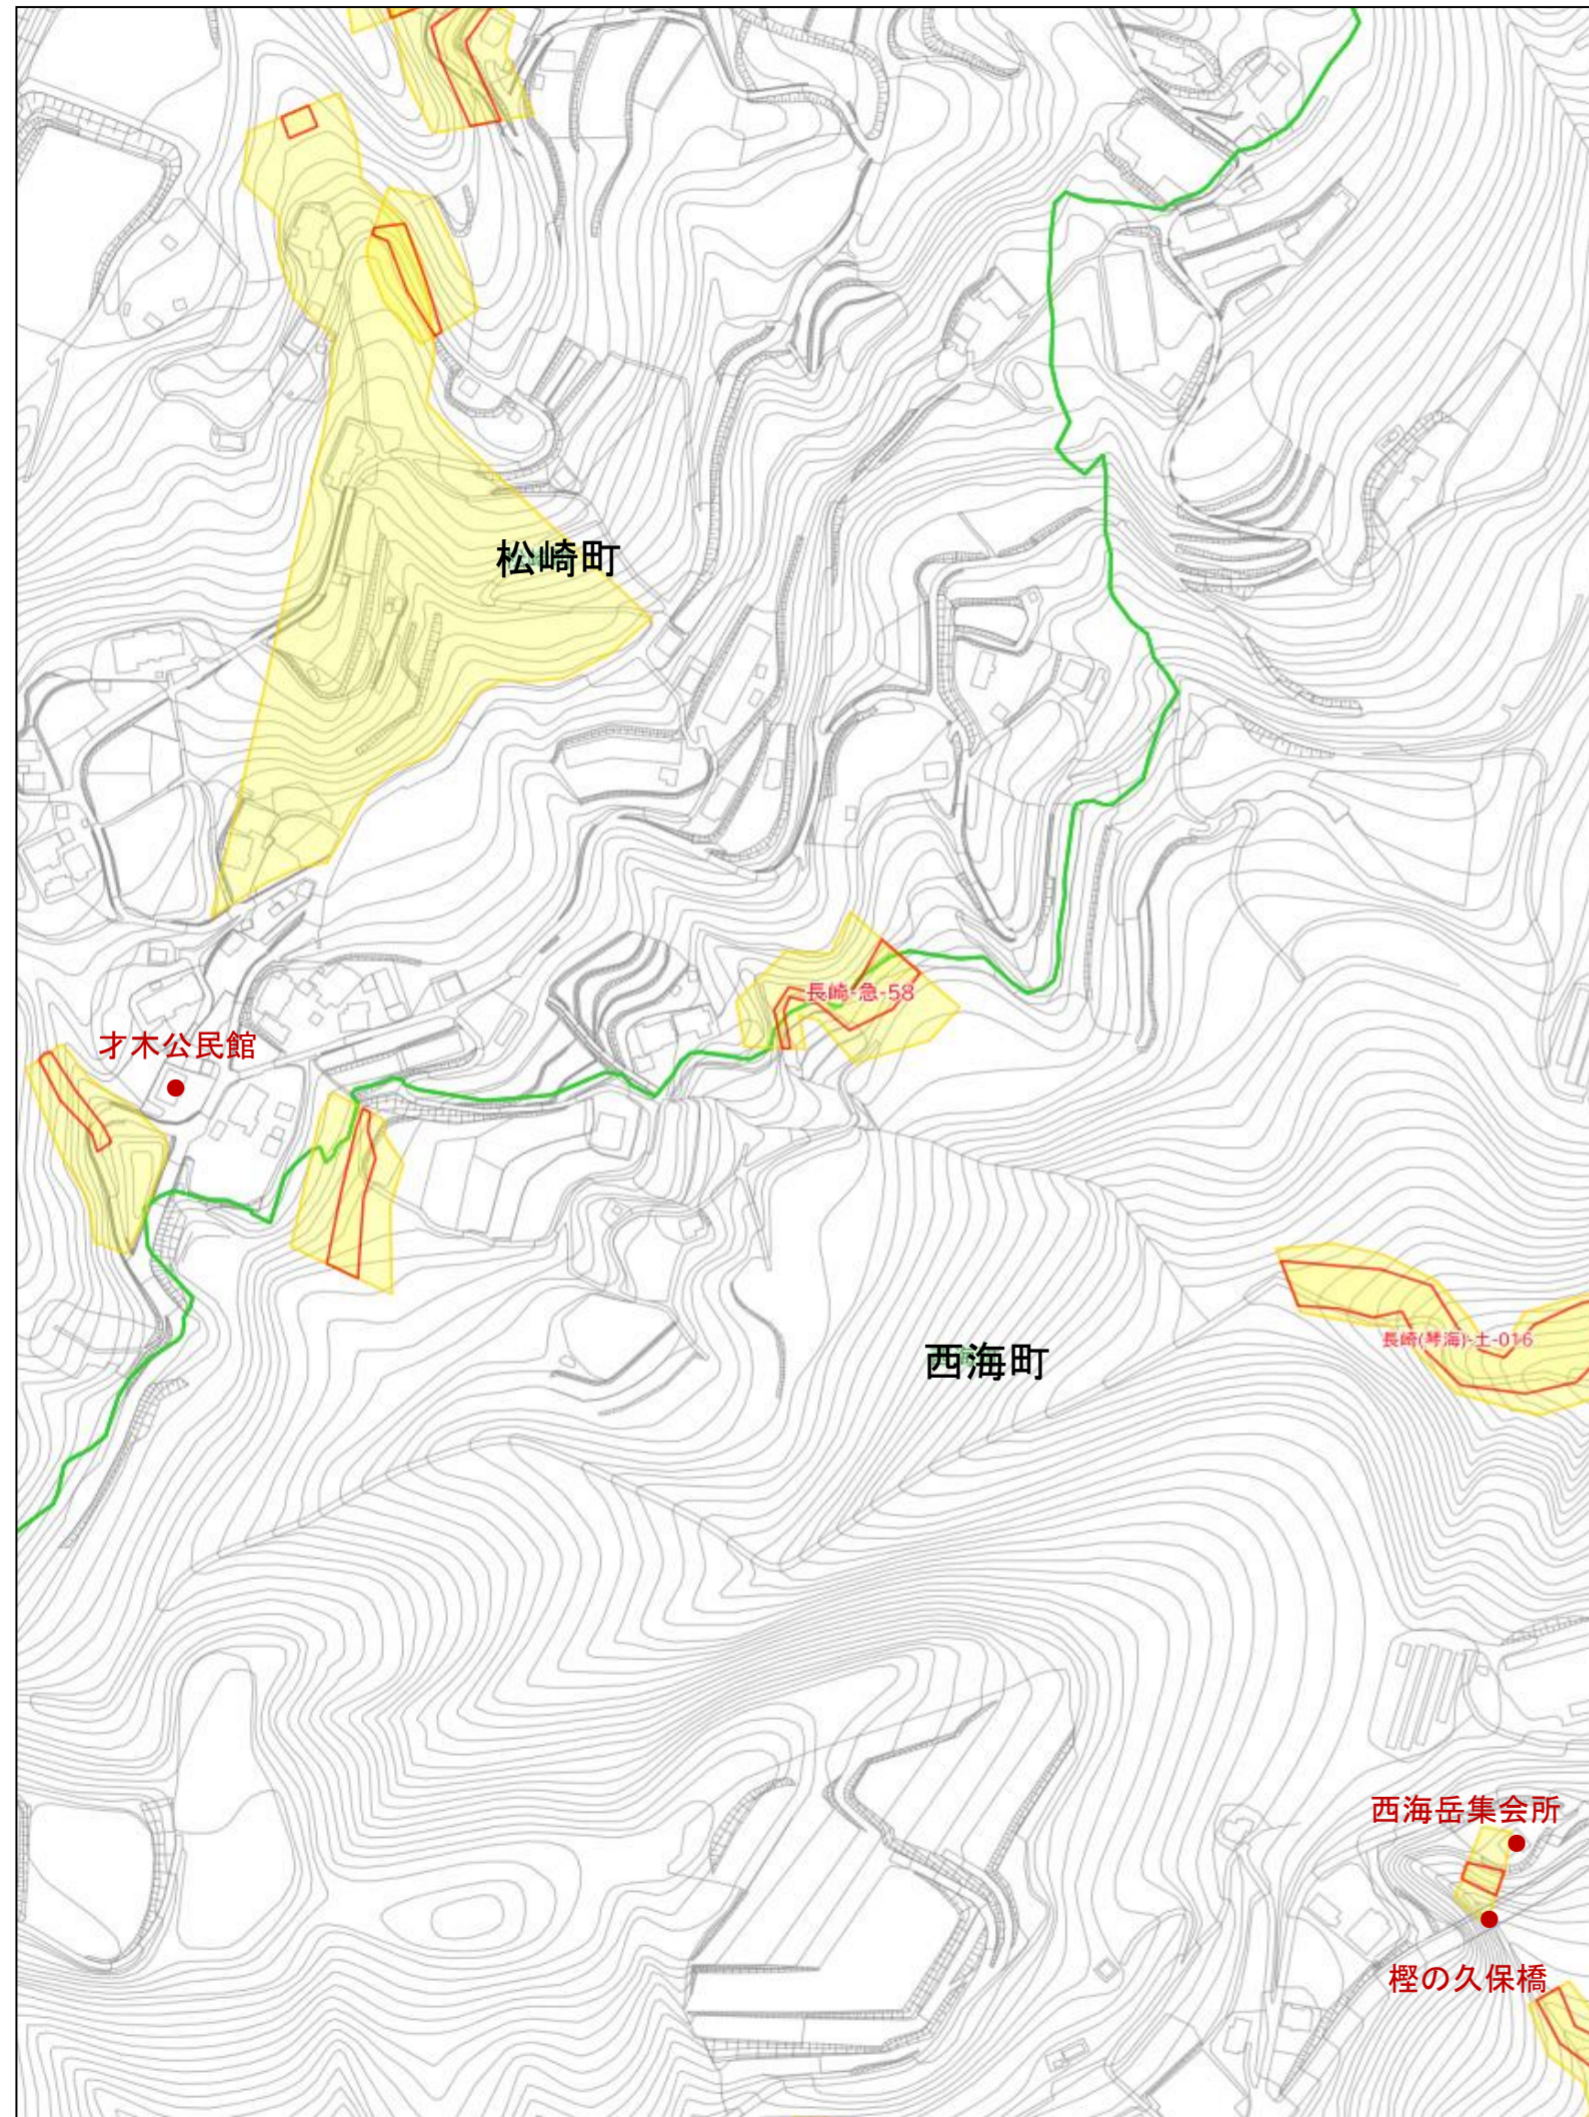 松崎町
長崎-急-58
才木公民館
長崎(琴海)-土-016
西海町
西海岳集会所
樫の久保橋